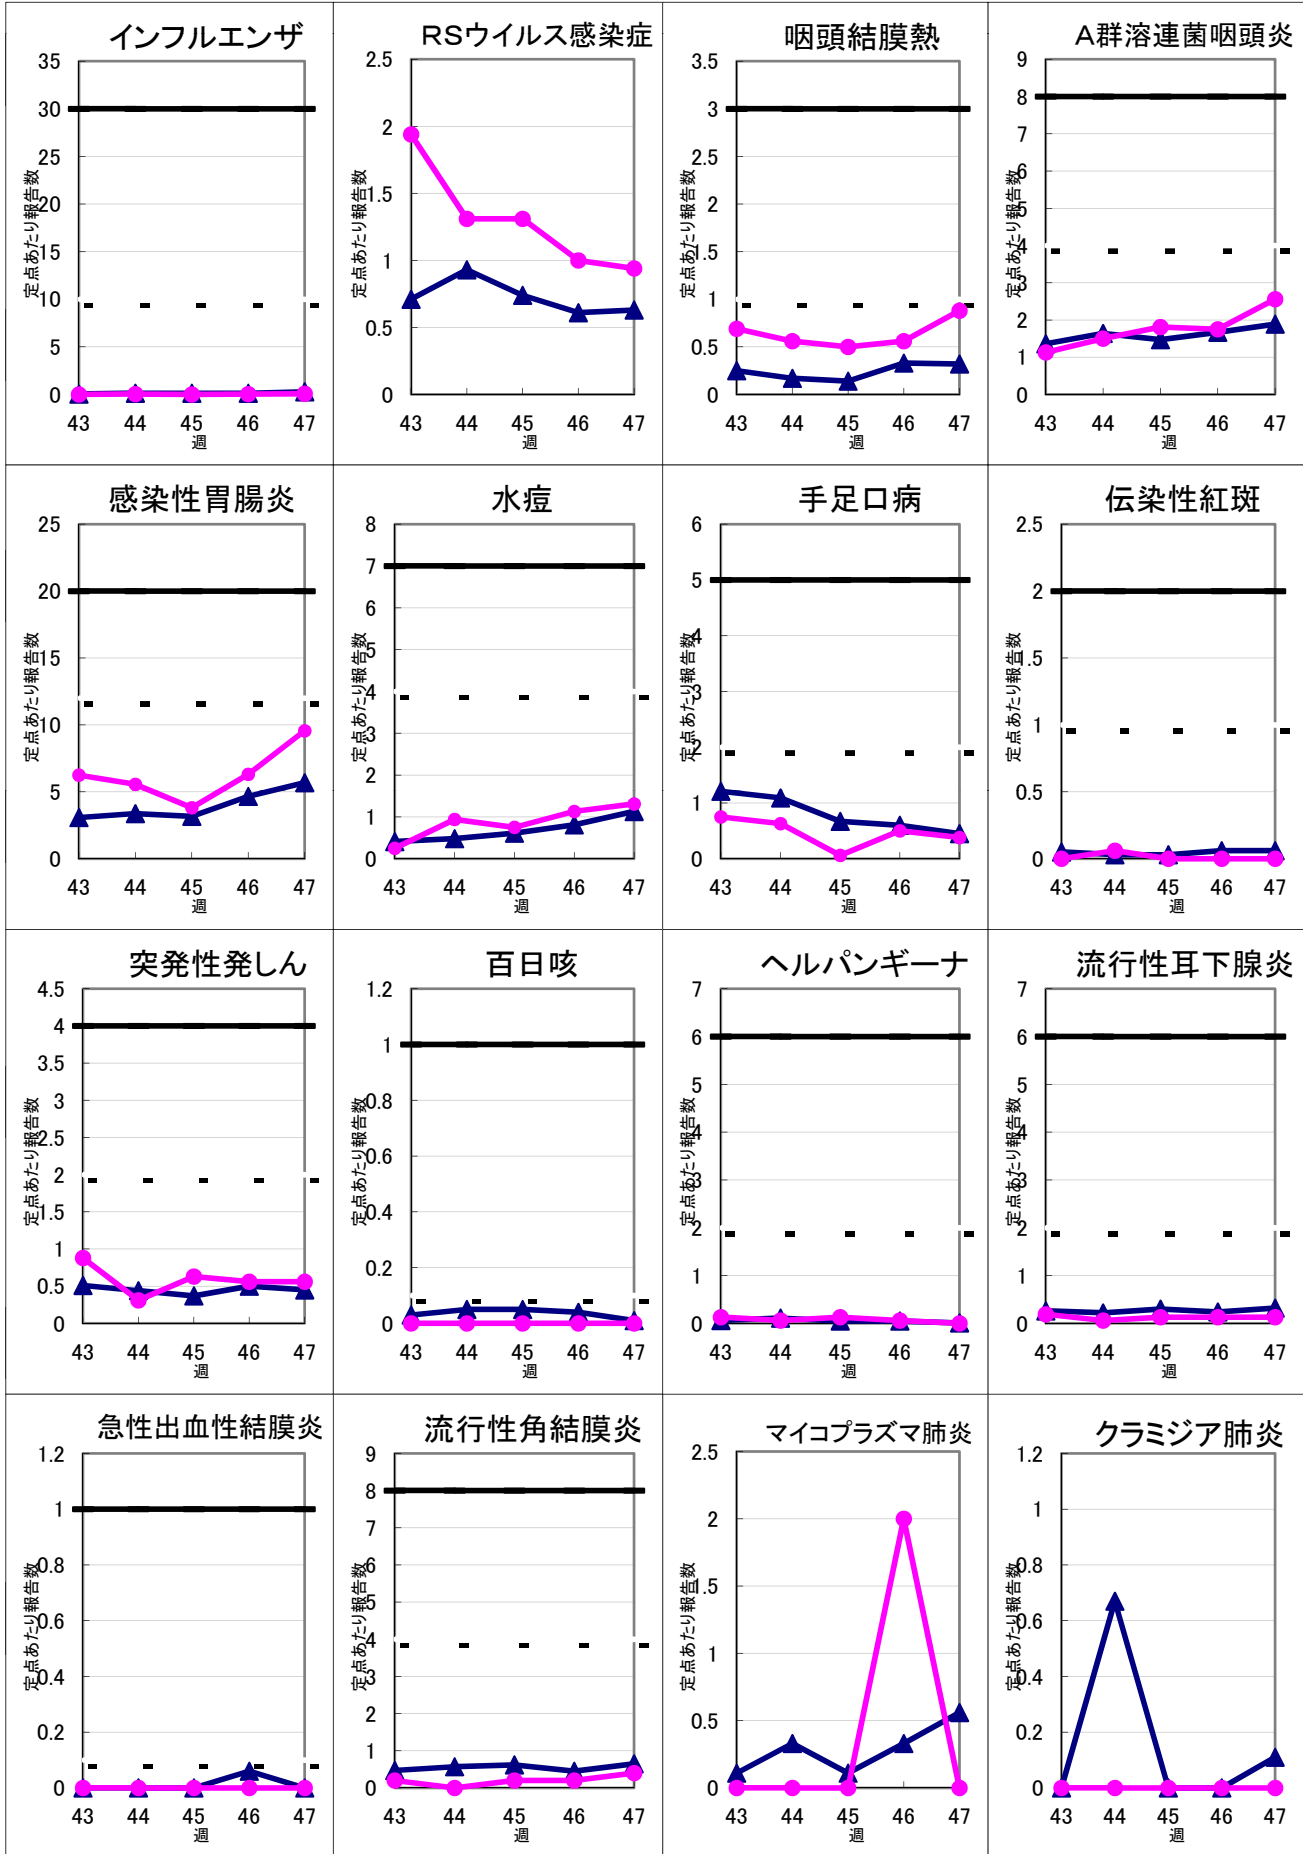 インフルエンザ
35
30
25
20
15
10
5
0
定点あたり報告数
43 44 45 46 47
週
RSウイルス感染症
2.5
2
1.5
1
0.5
0
定点あたり報告数
43 44 45 46 47
週
咽頭結膜熱
3.5
3
2.5
2
1.5
1
0.5
0
定点あたり報告数
43 44 45 46 47
週
A群溶連菌咽頭炎
9
8
7
6
5
4
3
2
1
0
定点あたり報告数
43 44 45 46 47
週
感染性胃腸炎
25
20
15
10
5
0
定点あたり報告数
43 44 45 46 47
週
水痘
8
7
6
5
4
3
2
1
0
定点あたり報告数
43 44 45 46 47
週
手足口病
6
5
4
3
2
1
0
定点あたり報告数
43 44 45 46 47
週
伝染性紅斑
2.5
2
1.5
1
0.5
0
定点あたり報告数
43 44 45 46 47
週
突発性発しん
4.5
4
3.5
3
2.5
2
1.5
1
0.5
0
定点あたり報告数
43 44 45 46 47
週
百日咳
1.2
1
0.8
0.6
0.4
0.2
0
定点あたり報告数
43 44 45 46 47
週
ヘルパンギーナ
7
6
5
4
3
2
1
0
定点あたり報告数
43 44 45 46 47
週
流行性耳下腺炎
7
6
5
4
3
2
1
0
定点あたり報告数
43 44 45 46 47
週
急性出血性結膜炎
1.2
1
0.8
0.6
0.4
0.2
0
定点あたり報告数
43 44 45 46 47
週
流行性角結膜炎
9
8
7
6
5
4
3
2
1
0
定点あたり報告数
43 44 45 46 47
週
マイコプラズマ肺炎
2.5
2
1.5
1
0.5
0
定点あたり報告数
43 44 45 46 47
週
クラミジア肺炎
1.2
1
0.8
0.6
0.4
0.2
0
定点あたり報告数
43 44 45 46 47
週